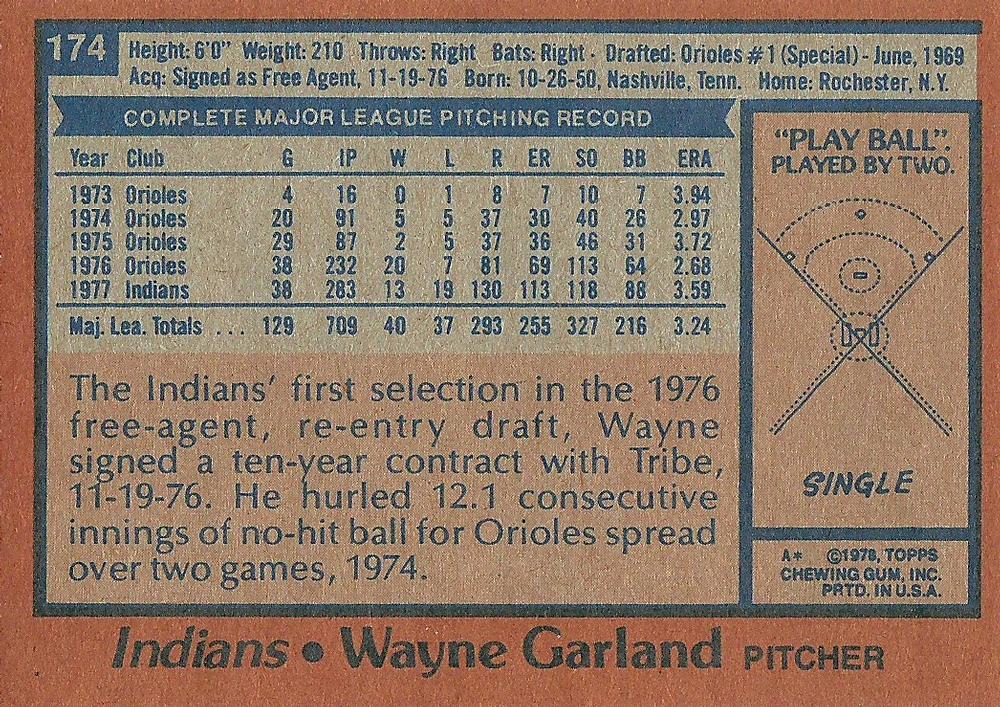 174
Height: 6'0" Weight: 210 Throws: Right Bats: Right · Drafted: Orioles #1 (Special) - June, 1969
Acq: Signed as Free Agent, 11-19-76 Born: 10-26-50, Nashville, Tenn. Home: Rochester, N.Y.
COMPLETE MAJOR LEAGUE PITCHING RECORD
Year Club G IP W L R ER SO BB ERA
1973 Orioles 4 16 0 1 8 7 10 7 3.94
1974 Orioles 20 91 5 5 37 30 40 26 2.97
1975 Orioles 29 87 2 5 37 36 46 31 3.72
1976 Orioles 38 232 20 7 81 69 113 64 2.68
1977 Indians 38 283 13 19 130 113 118 88 3.59
Maj. Lea. Totals ... 129 709 40 37 293 255 327 216 3.24
The Indians' first selection in the 1976
free-agent, re-entry draft, Wayne
signed a ten-year contract with Tribe,
11-19-76. He hurled 12.1 consecutive
innings of no-hit ball for Orioles spread
over two games, 1974.
"PLAY BALL".
PLAYED BY TWO.
SINGLE
A* ©1978, TOPPS
CHEWING GUM, INC.
PRTD. IN U.S.A.
Indians • Wayne Garland PITCHER